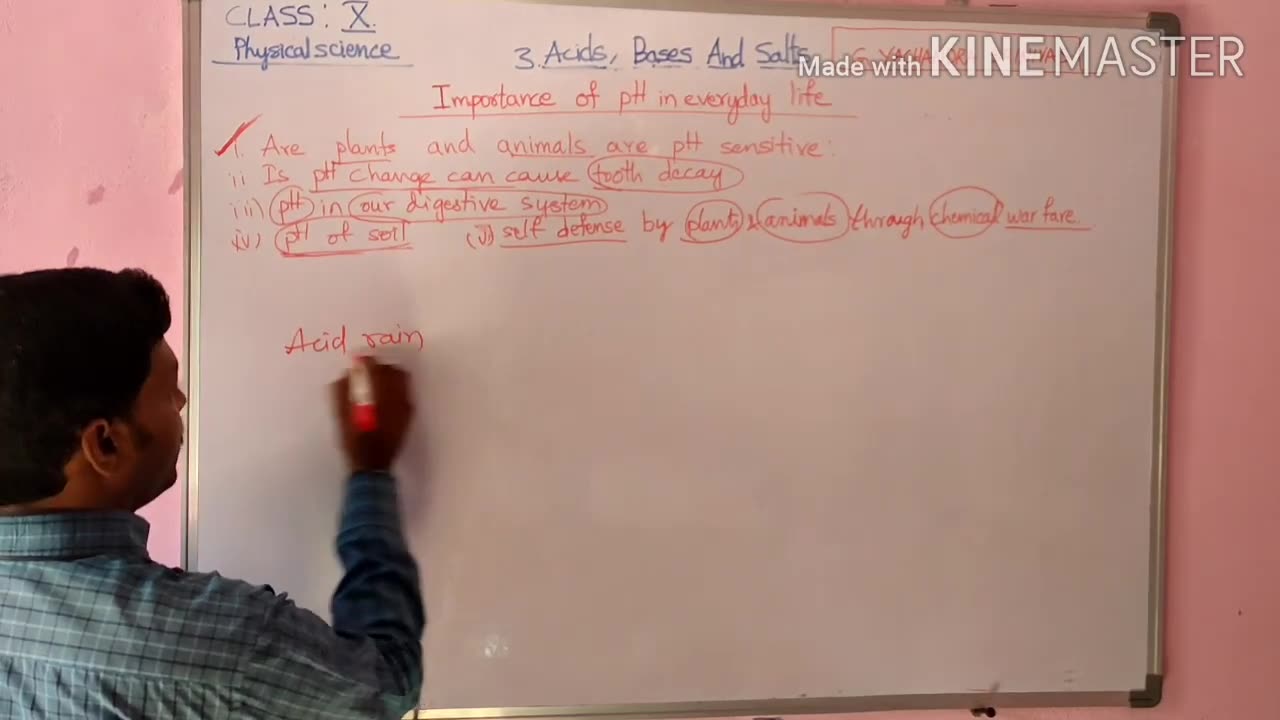 CLASS: X.
Physical science
3. Acids, Bases And Salts
Made with KINEMASTER
Importance of pH in everyday life
i. Are plants and animals are pH sensitive:
ii Is pH change can cause tooth decay
iii) pH in our digestive system
iv) pH of soil (v) self defense by plants & animals through chemical war fare.
Acid rain